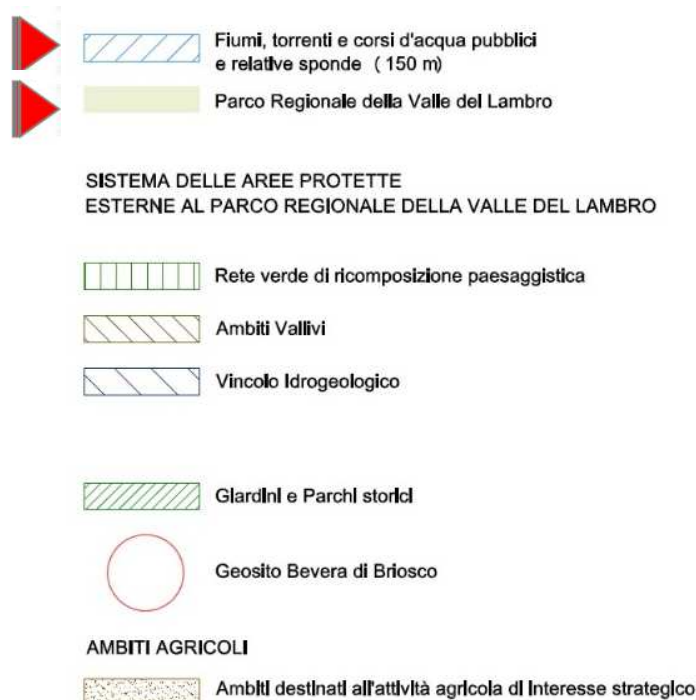 Fiumi, torrenti e corsi d'acqua pubblici
e relative sponde ( 150 m)
Parco Regionale della Valle del Lambro
SISTEMA DELLE AREE PROTETTE
ESTERNE AL PARCO REGIONALE DELLA VALLE DEL LAMBRO
Rete verde di ricomposizione paesaggistica
Ambiti Vallivi
Vincolo Idrogeologico
Giardini e Parchi storici
Geosito Bevera di Briosco
AMBITI AGRICOLI
Ambiti destinati all'attività agricola di interesse strategico